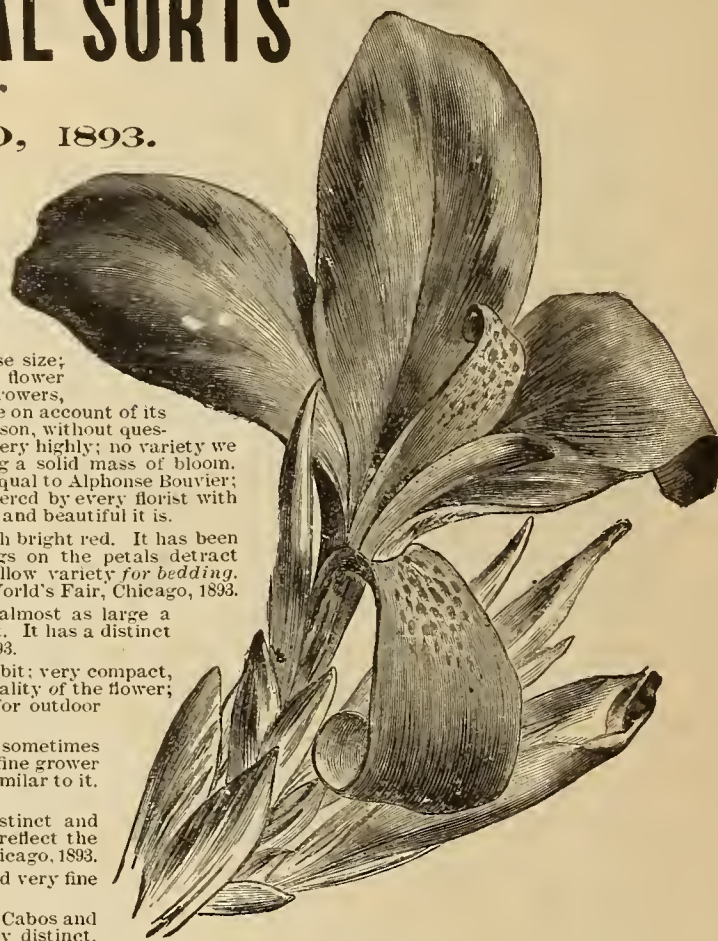 AL SORTS
O, 1893.
se size;
flower
rowers,
e on account of its
son, without ques-
ery highly; no variety we
g a solid mass of bloom.
qual to Alphonse Bouvier;
ered by every florist with
and beautiful it is.
h bright red. It has been
gs on the petals detract
llow variety for bedding.
orld's Fair, Chicago, 1893.
almost as large a
. It has a distinct
93.
bit; very compact,
ality of the flower;
or outdoor
sometimes
fine grower
milar to it.
stinct and
reflect the
icago, 1893.
d very fine
Cabos and
y distinct.